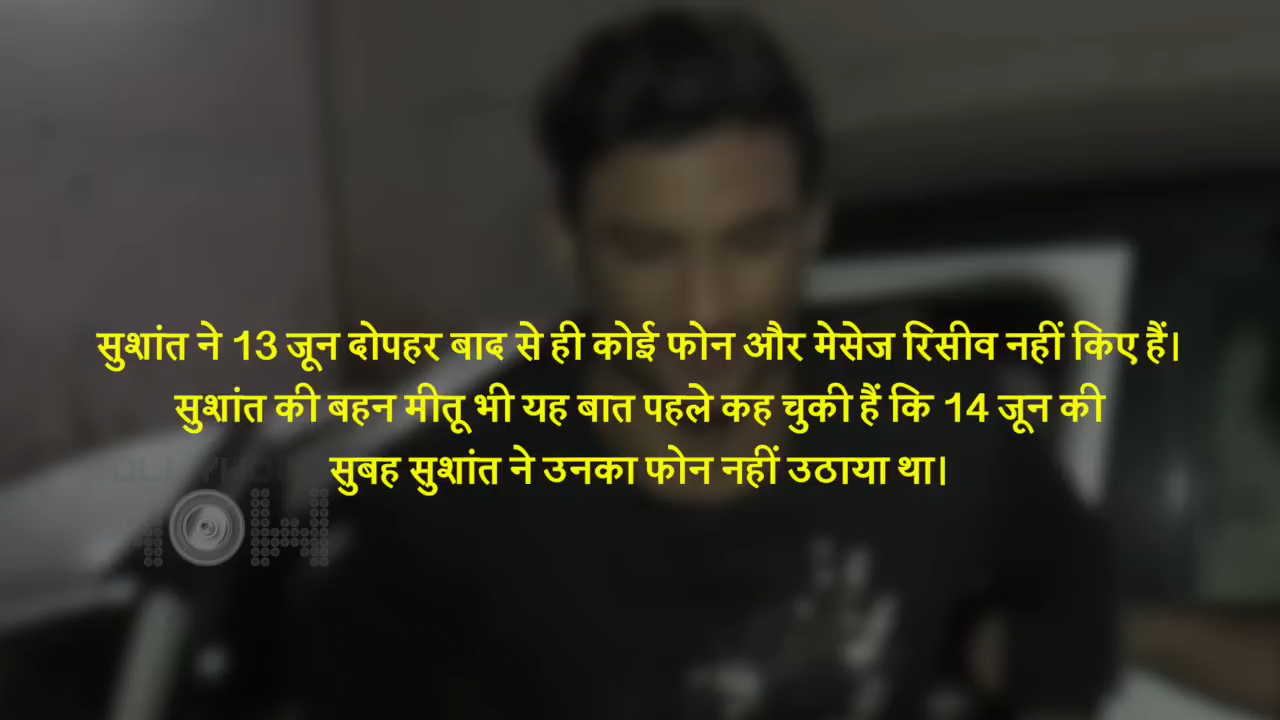 सुशांत ने 13 जून दोपहर बाद से ही कोई फोन और मेसेज रिसीव नहीं किए हैं।
सुशांत की बहन मीतू भी यह बात पहले कह चुकी हैं कि 14 जून की
सुबह सुशांत ने उनका फोन नहीं उठाया था।